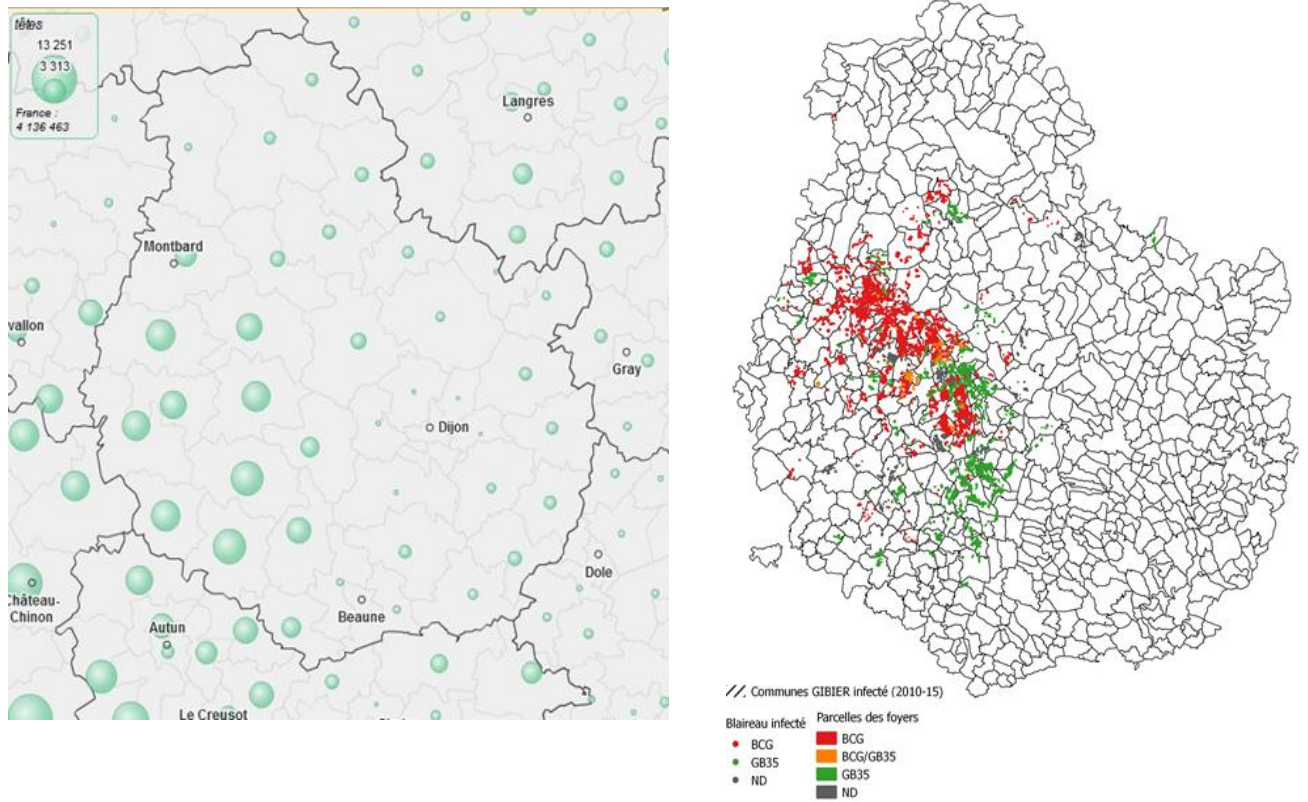 têtes
13 251
3 313
France :
4 136 463
Langres
Montbard
vallon
Gray
Dijon
Dole
Château-
Chinon
Beaune
Autun
Le Creusot
Communes GIBIER infecté (2010-15)
Blaireau infecté
BCG
GB35
ND
Parcelles des foyers
BCG
BCG/GB35
GB35
ND